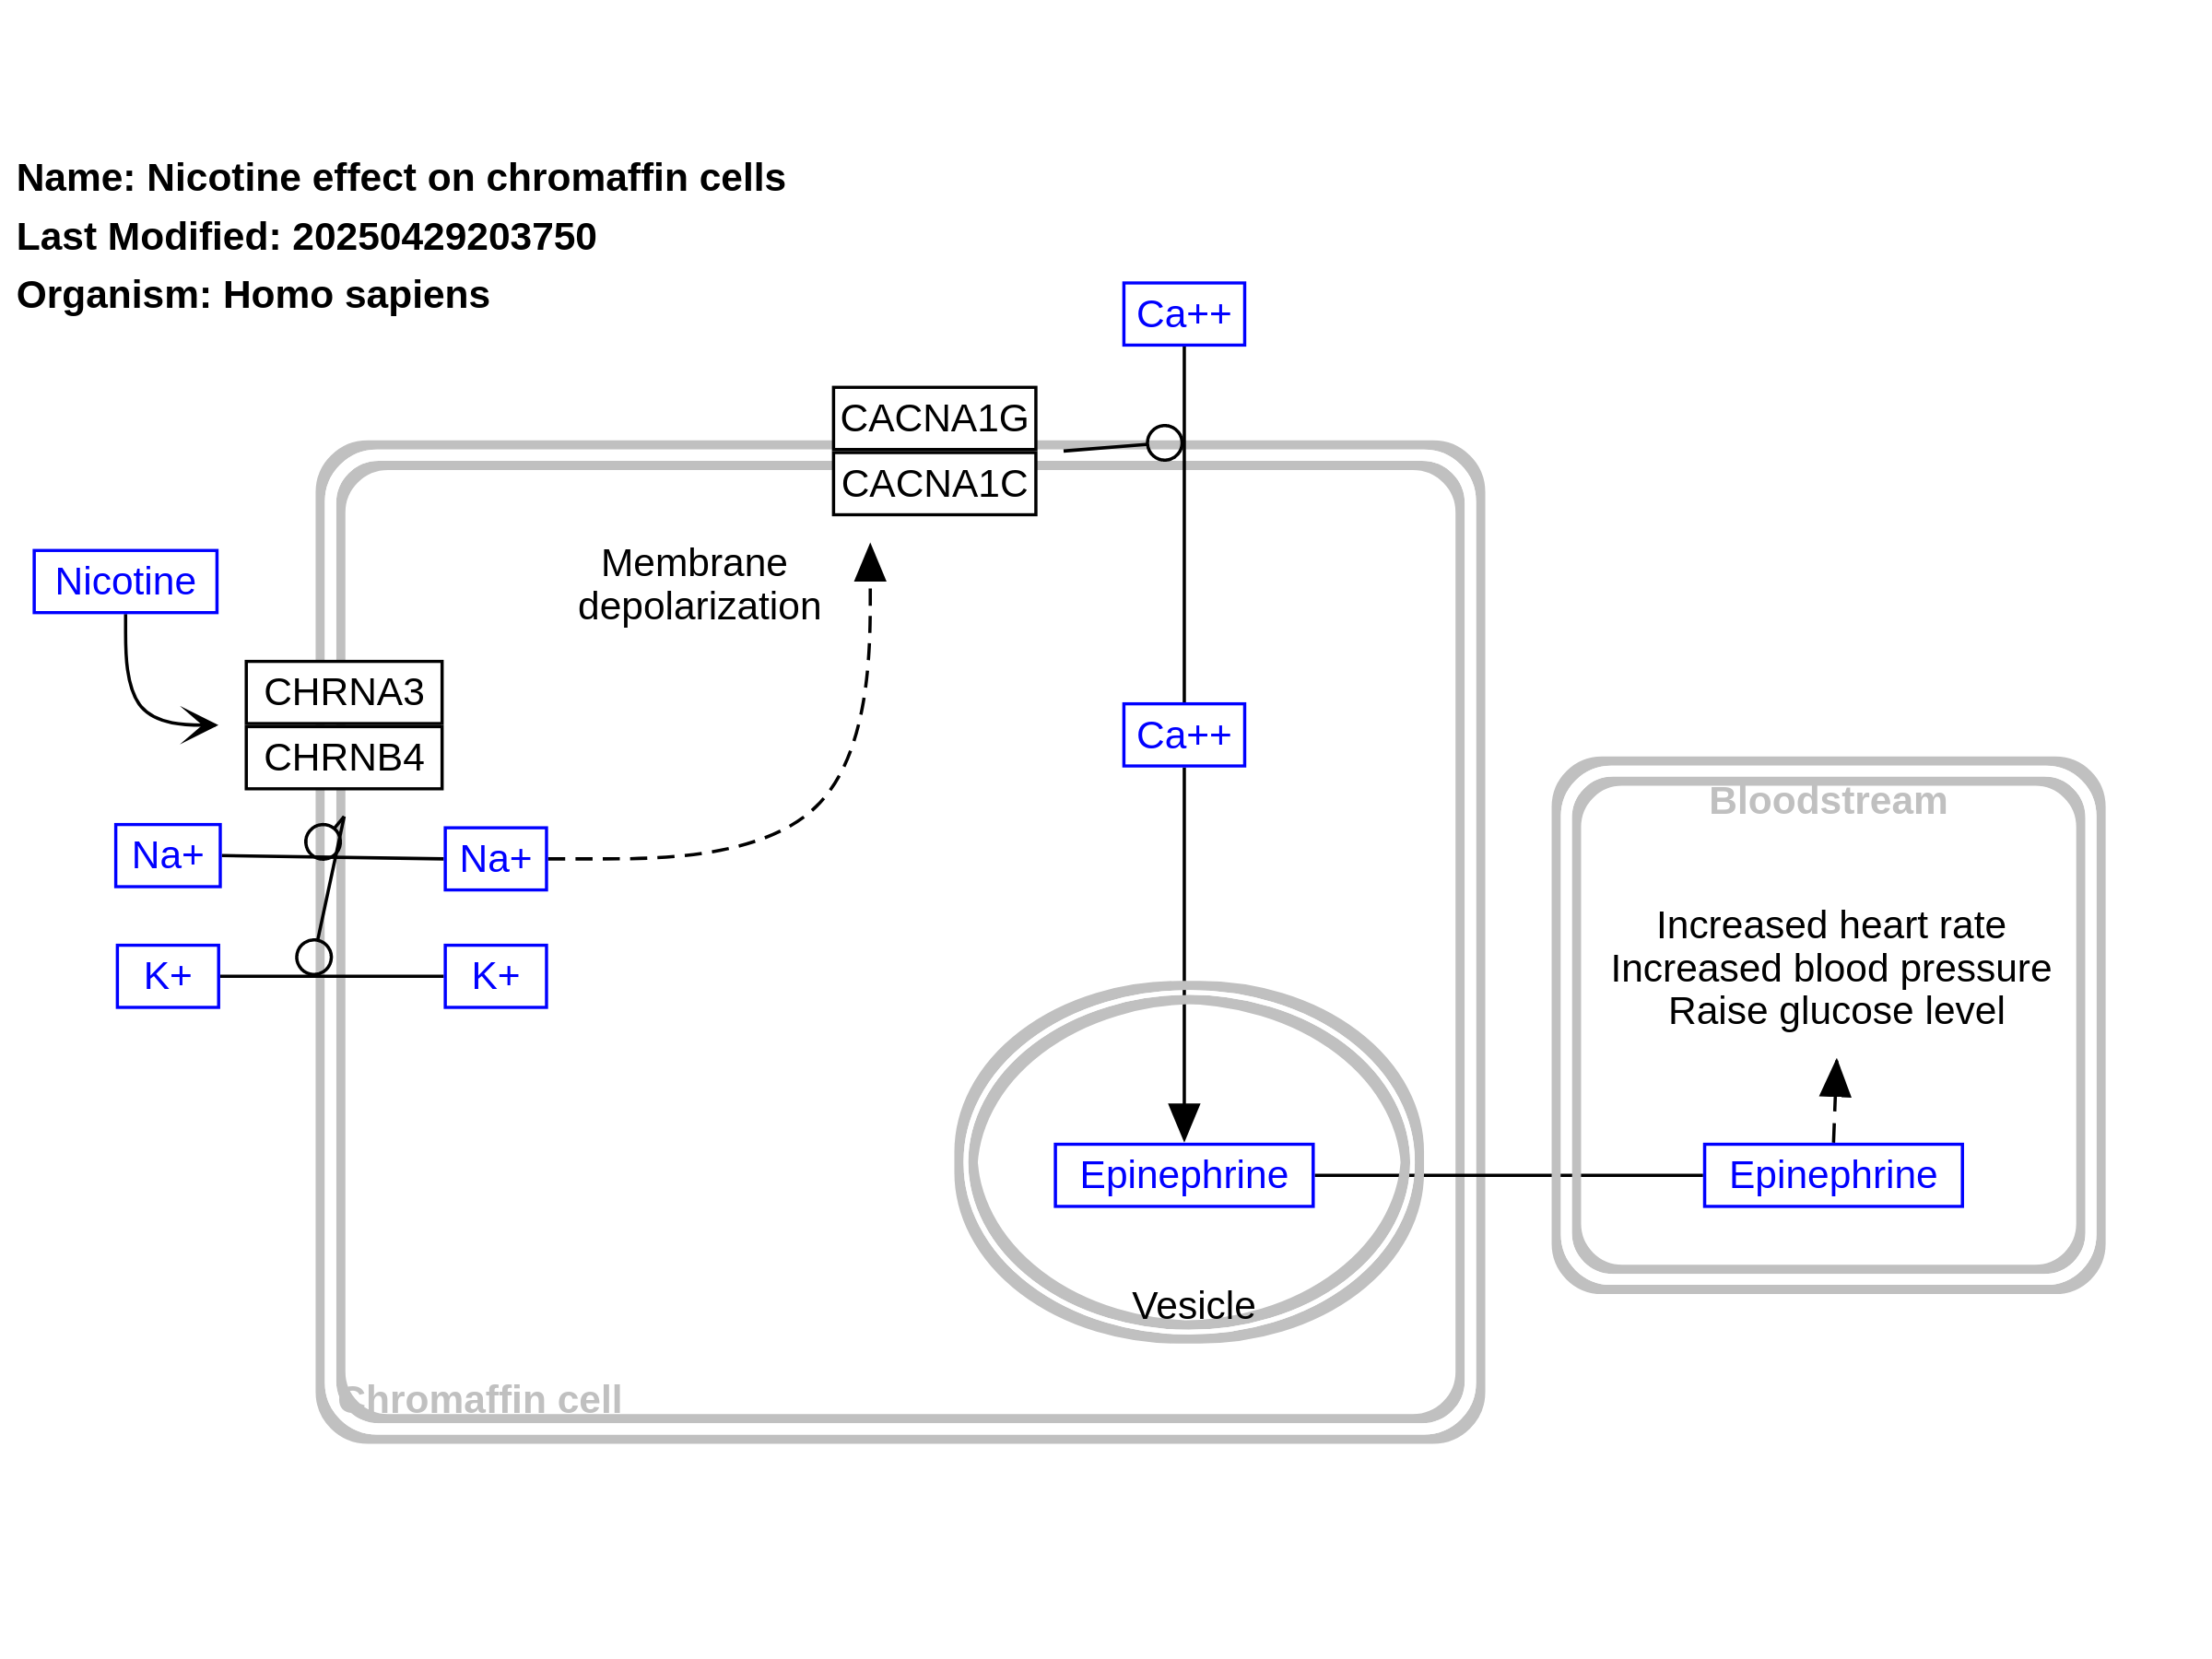 Name: Nicotine effect on chromaffin cells
Last Modified: 20250429203750
Organism: Homo sapiens
Ca++
CACNA1G
CACNA1C
Membrane
depolarization
Nicotine
CHRNA3
CHRNB4
Ca++
Na+
Na+
K+
K+
Bloodstream
Increased heart rate
Increased blood pressure
Raise glucose level
Epinephrine
Epinephrine
Vesicle
Chromaffin cell